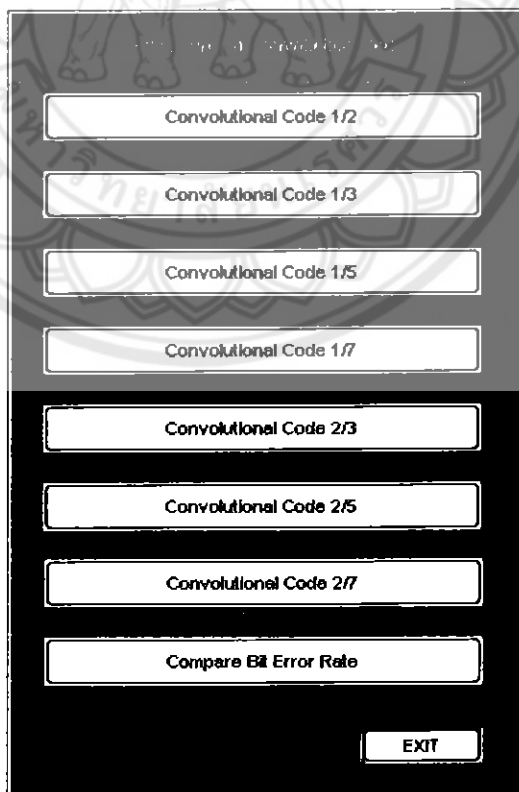 Convolutional Code 1/2
Convolutional Code 1/3
Convolutional Code 1/5
Convolutional Code 1/7
Convolutional Code 2/3
Convolutional Code 2/5
Convolutional Code 2/7
Compare Bit Error Rate
EXIT